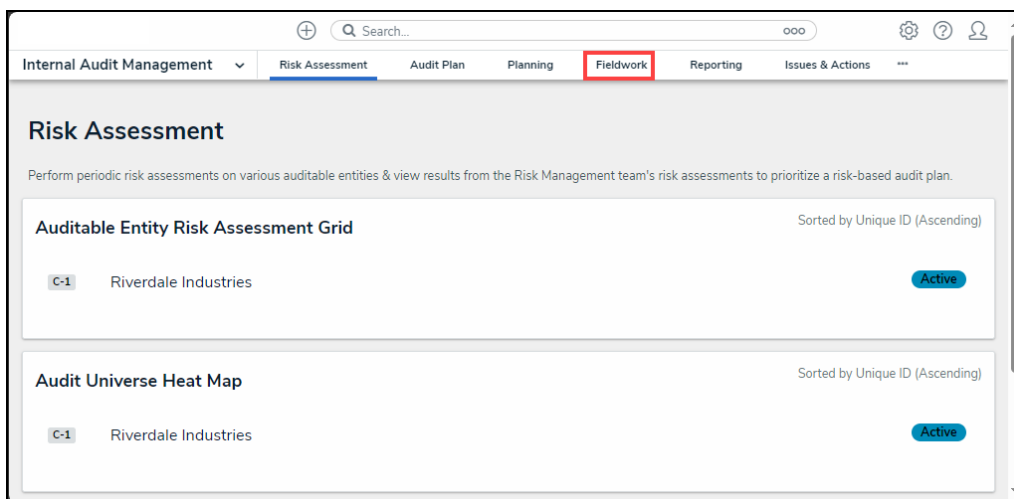 Search...
Internal Audit Management Risk Assessment Audit Plan Planning Fieldwork Reporting Issues & Actions
Risk Assessment
Perform periodic risk assessments on various auditable entities & view results from the Risk Management team's risk assessments to prioritize a risk-based audit plan.
Auditable Entity Risk Assessment Grid Sorted by Unique ID (Ascending)
C-1 Riverdale Industries Active
Audit Universe Heat Map Sorted by Unique ID (Ascending)
C-1 Riverdale Industries Active